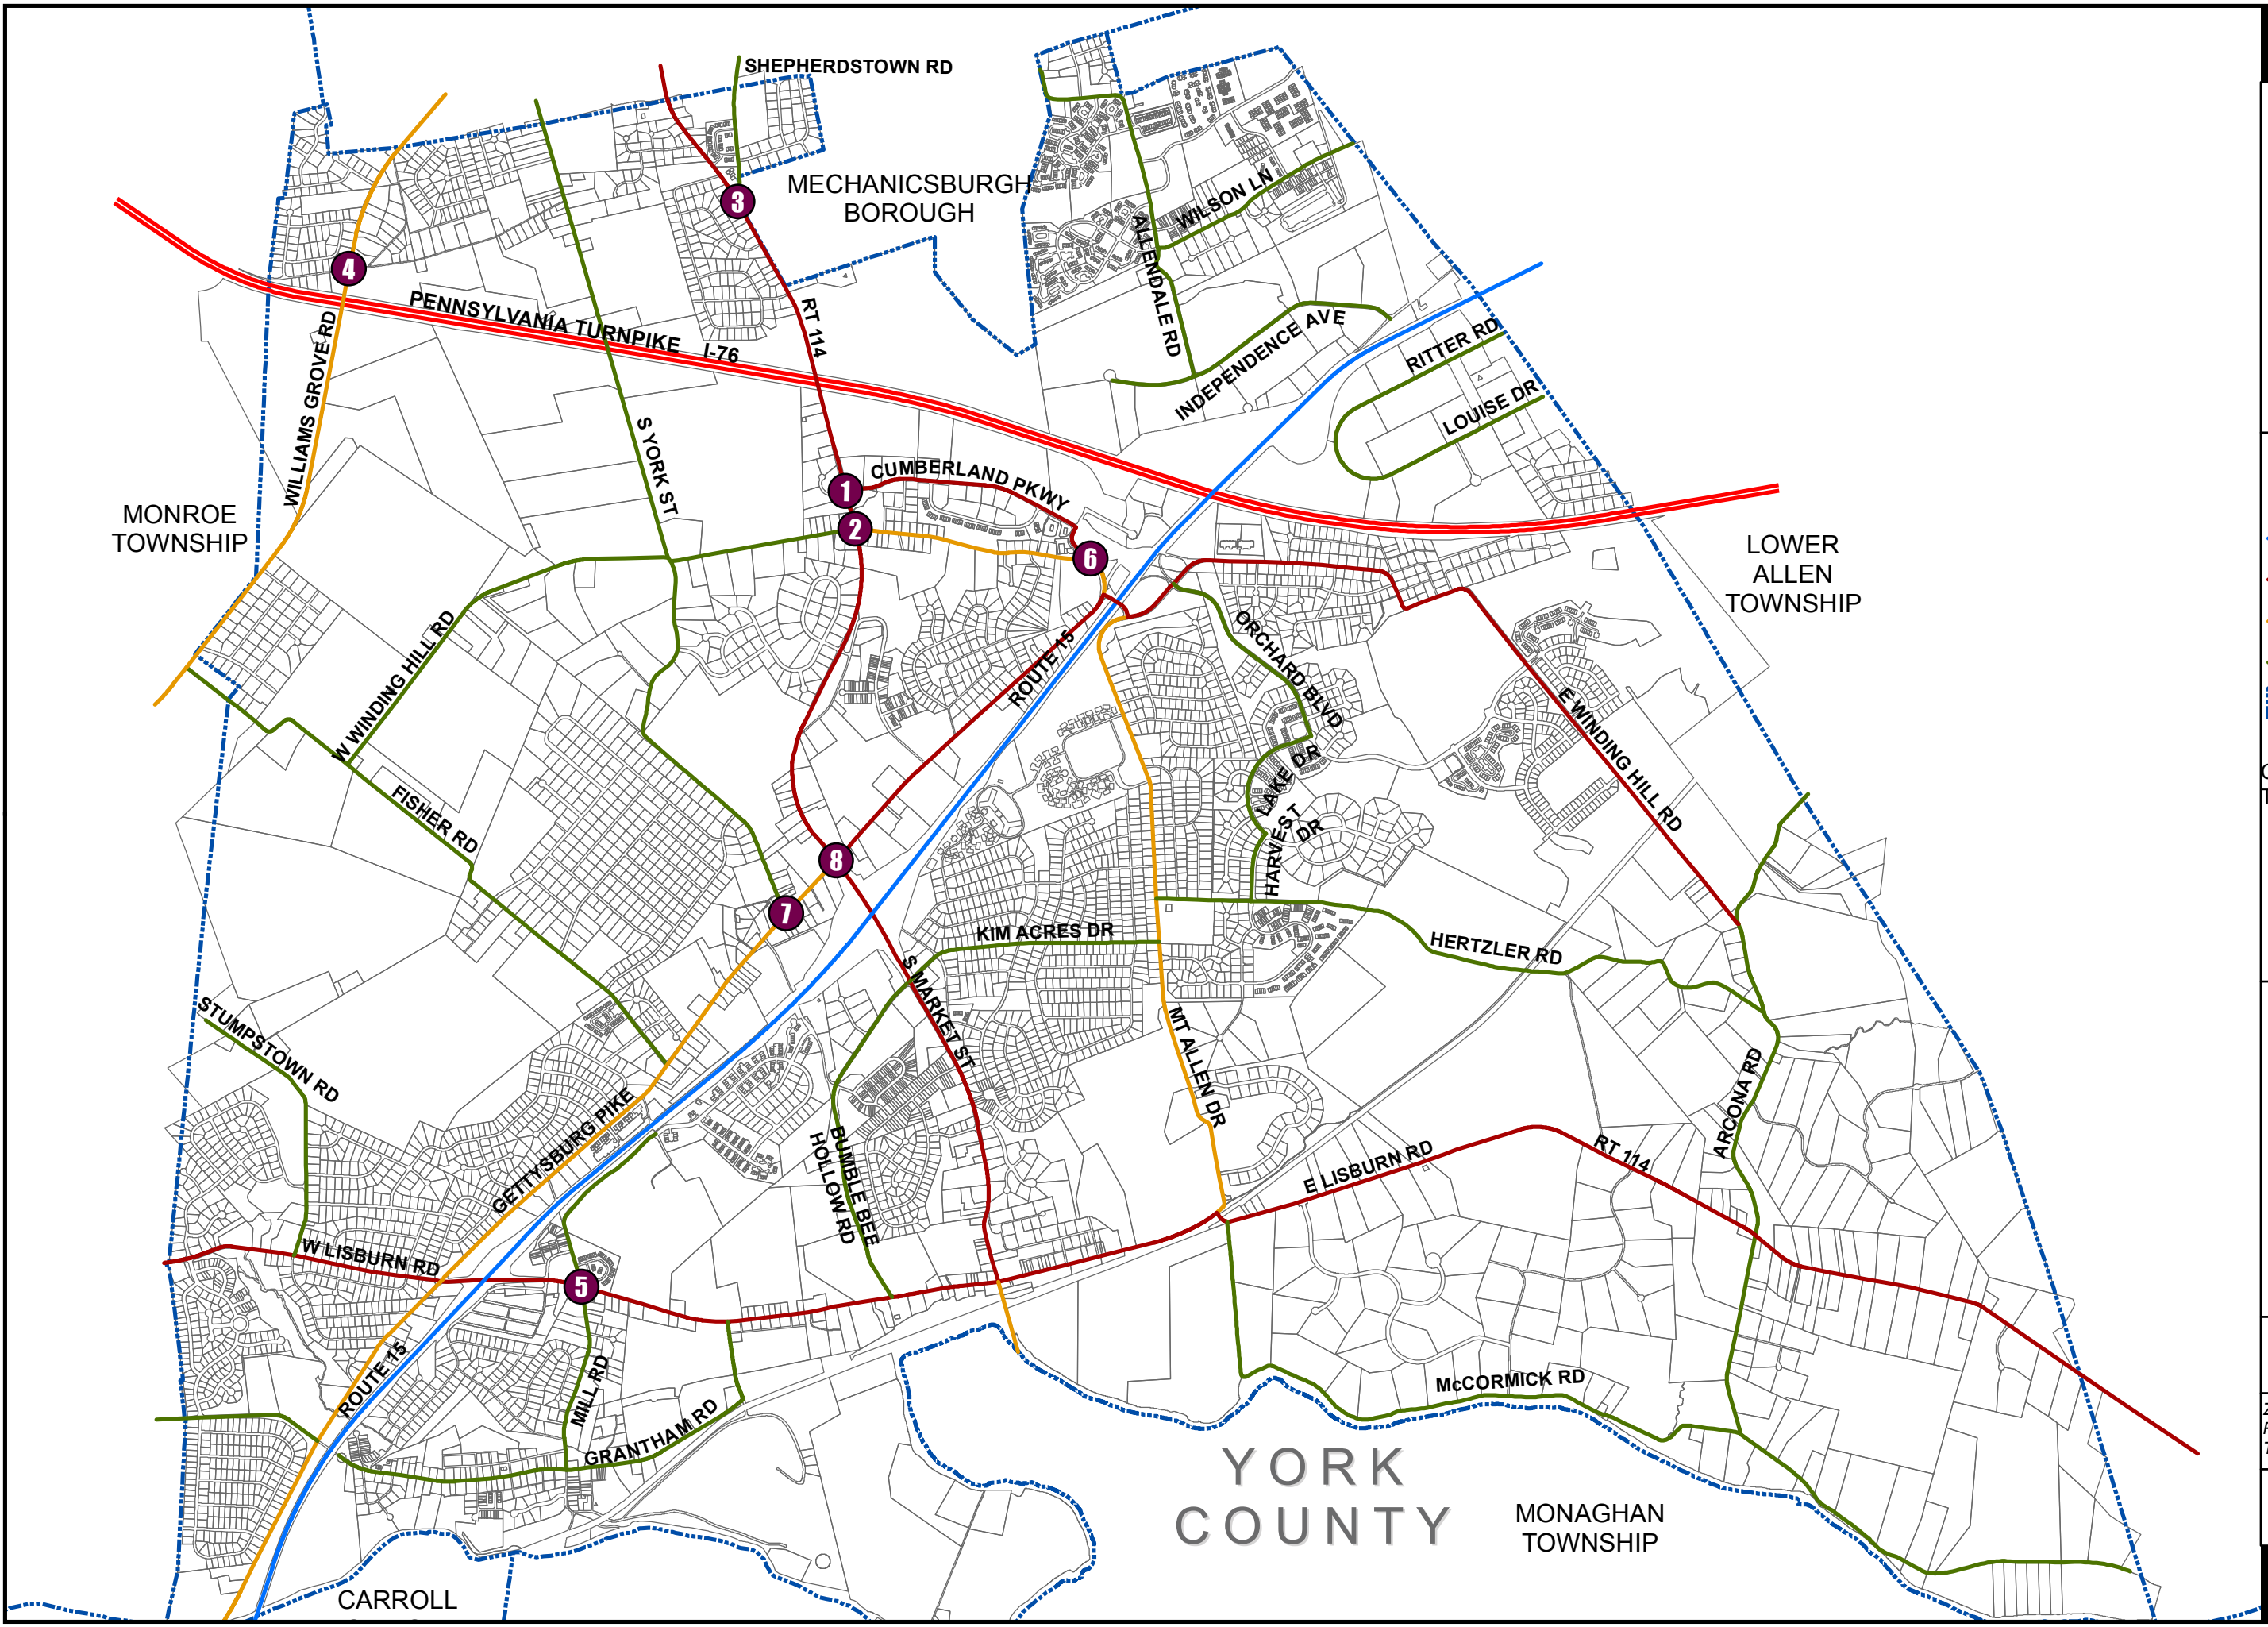 SHEPHERDSTOWN RD
MECHANICSBURGH
BOROUGH
3
4
WILSON LN
ALLENDALE RD
PENNSYLVANIA TURNPIKE I-76
RT 114
WILLIAMS GROVE RD
INDEPENDENCE AVE
RITTER RD
LOUISE DR
S YORK ST
1
CUMBERLAND PKWY
2
6
MONROE
TOWNSHIP
LOWER
ALLEN
TOWNSHIP
W WINDING HILL RD
ROUTE 15
ORCHARD BLVD
E WINDING HILL RD
LAKE DR
HARVEST
DR
FISHER RD
8
7
KIM ACRES DR
HERTZLER RD
S MARKET ST
STUMPSTOWN RD
MT ALLEN DR
ARCONA RD
GETTYSBURG PIKE
BUMBLE BEE
HOLLOW RD
E LISBURN RD
RT 114
W LISBURN RD
5
ROUTE 15
MILL RD
GRANTHAM RD
McCORMICK RD
YORK
COUNTY
MONAGHAN
TOWNSHIP
CARROLL